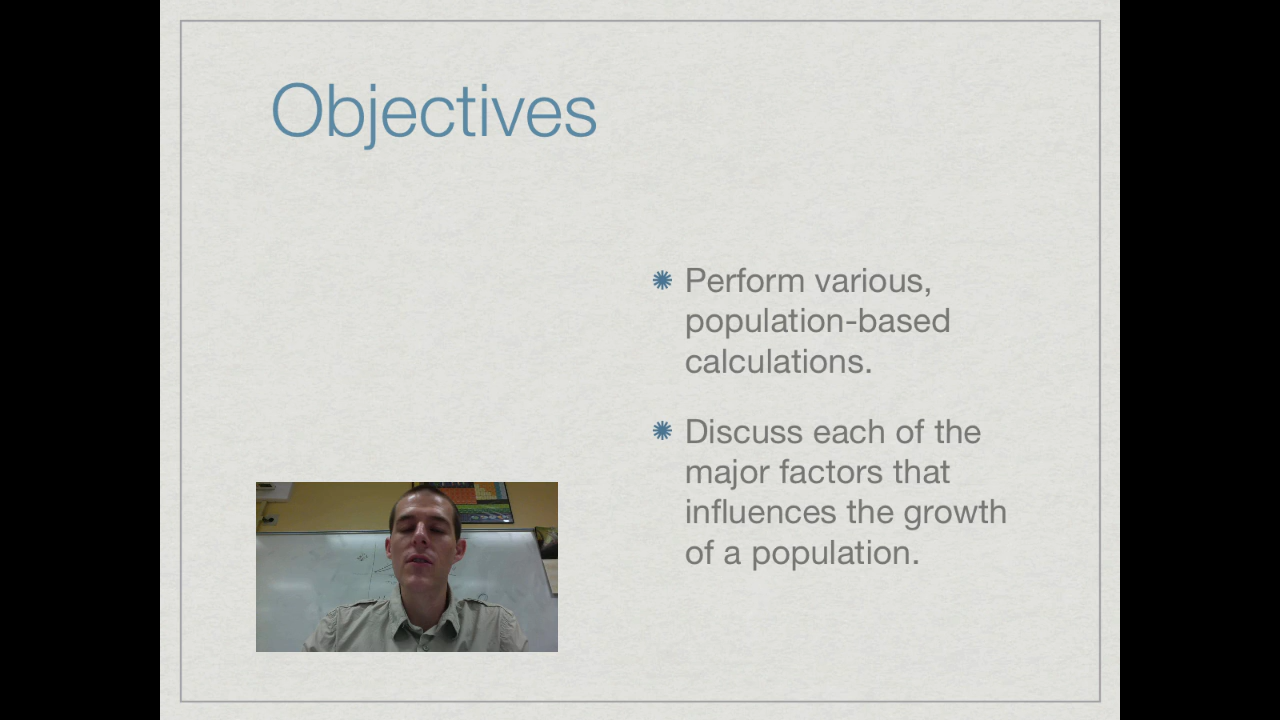 Objectives
Perform various,
population-based
calculations.
Discuss each of the
major factors that
influences the growth
of a population.